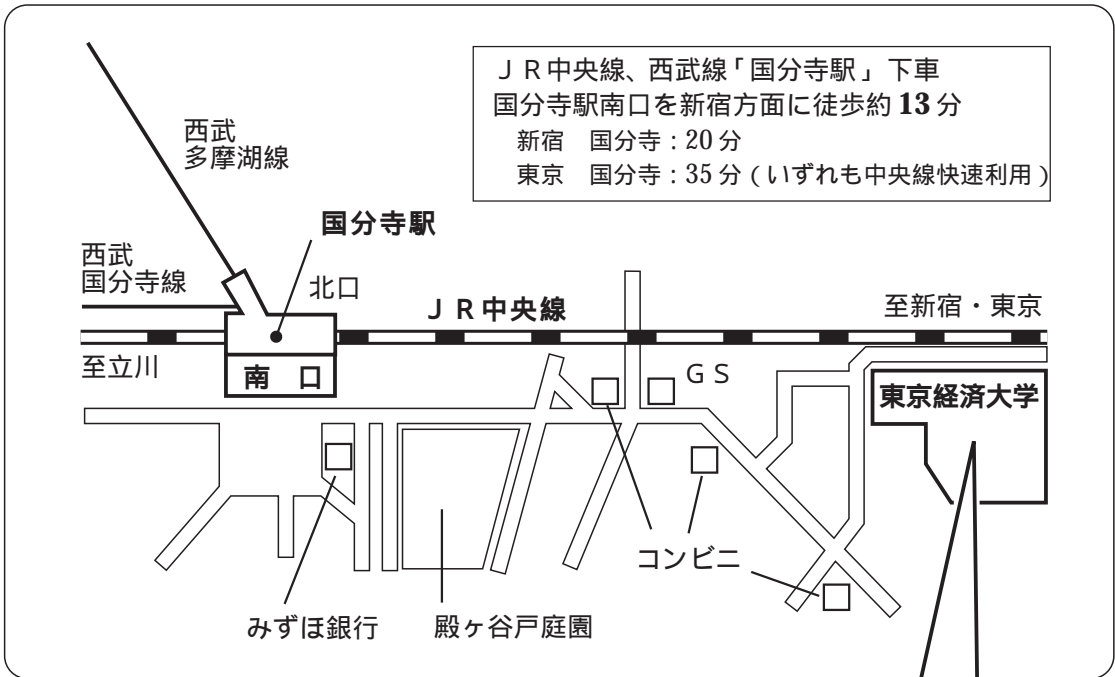 ＪＲ中央線、西武線「国分寺駅」下車
国分寺駅南口を新宿方面に徒歩約13分
新宿　国分寺：20分
東京　国分寺：35分（いずれも中央線快速利用）
西武
多摩湖線
国分寺駅
西武
国分寺線
北口
ＪＲ中央線
至新宿・東京
至立川
南　口
ＧＳ
東京経済大学
コンビニ
みずほ銀行
殿ヶ谷戸庭園